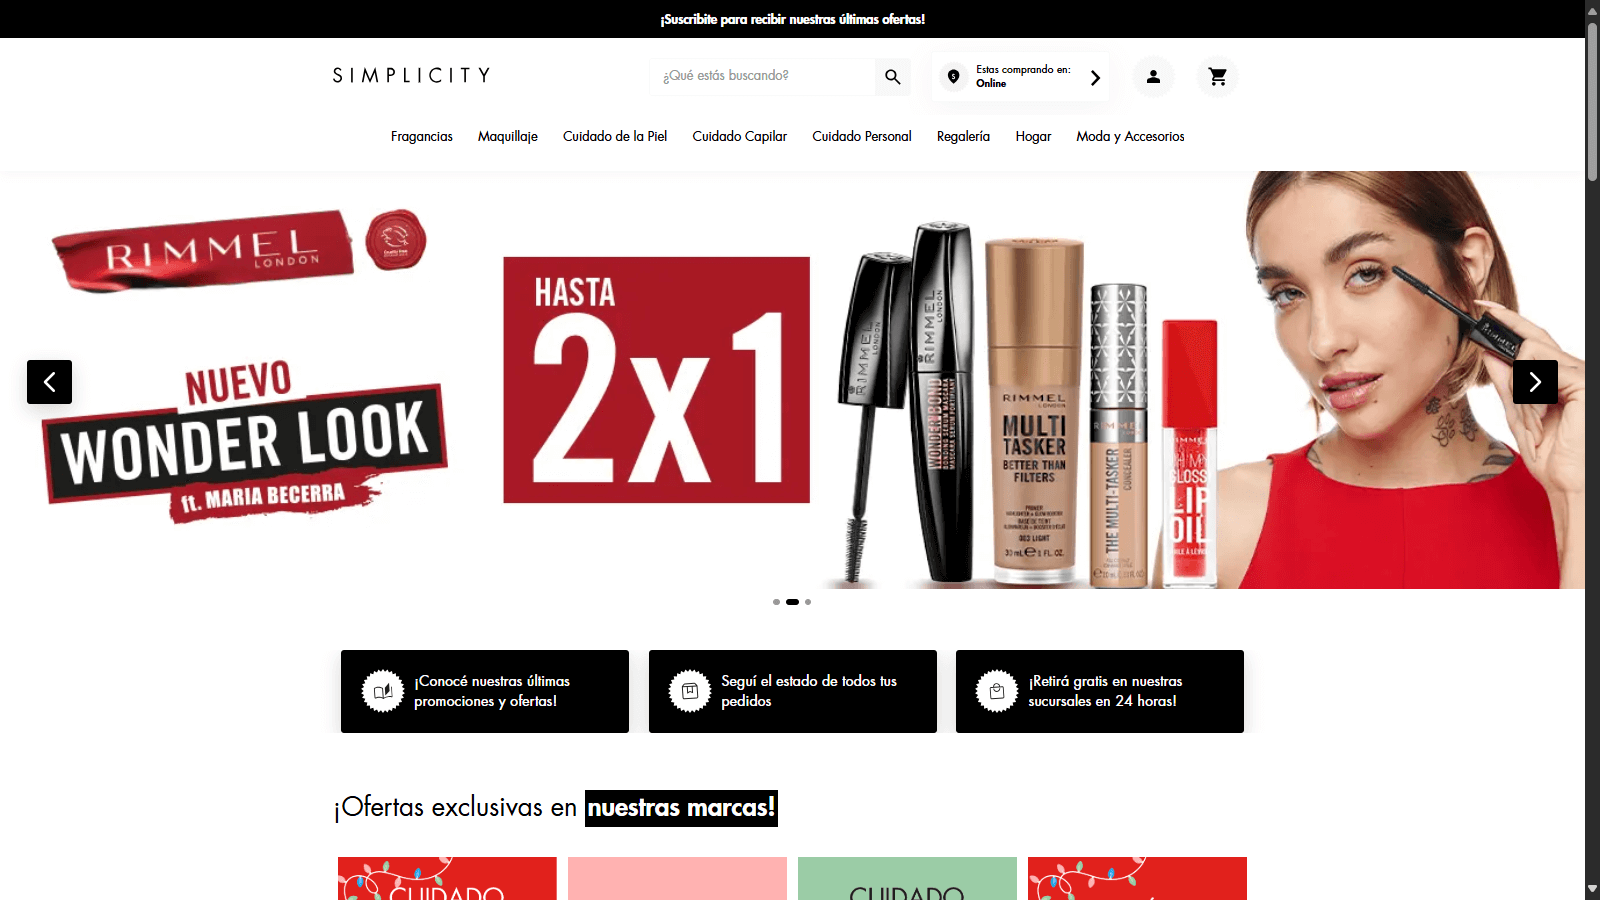 ¡Suscribite para recibir nuestras últimas ofertas!
SIMPLICITY
¿Qué estás buscando?
Estas comprando en:
Online
Fragancias
Maquillaje
Cuidado de la Piel
Cuidado Capilar
Cuidado Personal
Regalería
Hogar
Moda y Accesorios
RIMMEL
LONDON
NUEVO
WONDER LOOK
ft. MARIA BECERRA
HASTA
2x1
RIMMEL
LONDON
RIMMEL
LONDON
WONDER'BOND
RIMMEL
LONDON
MULTI
TASKER
BETTER THAN
FILTERS
PRIMER
003 LIGHT
30 mL e 1 FL. OZ.
RIMMEL
THE MULTI-TASKER
CONCEALER
OH MY
GLOSS!
LIP
OIL
¡Conocé nuestras últimas
promociones y ofertas!
Seguí el estado de todos tus
pedidos
¡Retirá gratis en nuestras
sucursales en 24 horas!
¡Ofertas exclusivas en nuestras marcas!
CUIDADO
CUIDADO